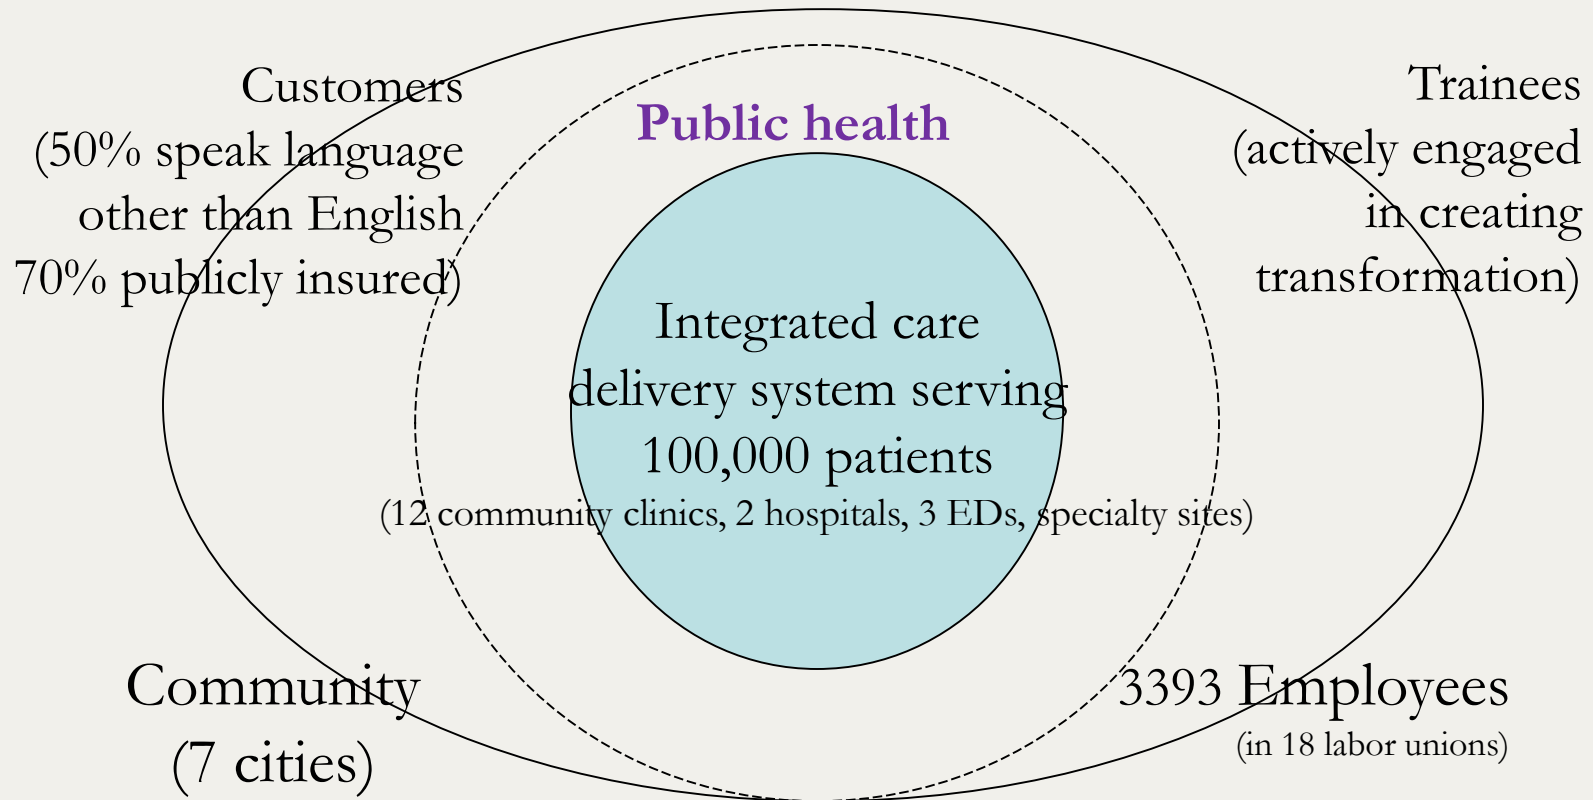 Customers
(50% speak language
other than English
70% publicly insured)
Public health
Trainees
(actively engaged
in creating
transformation)
Integrated care
delivery system serving
100,000 patients
(12 community clinics, 2 hospitals, 3 EDs, specialty sites)
Community
(7 cities)
3393 Employees
(in 18 labor unions)